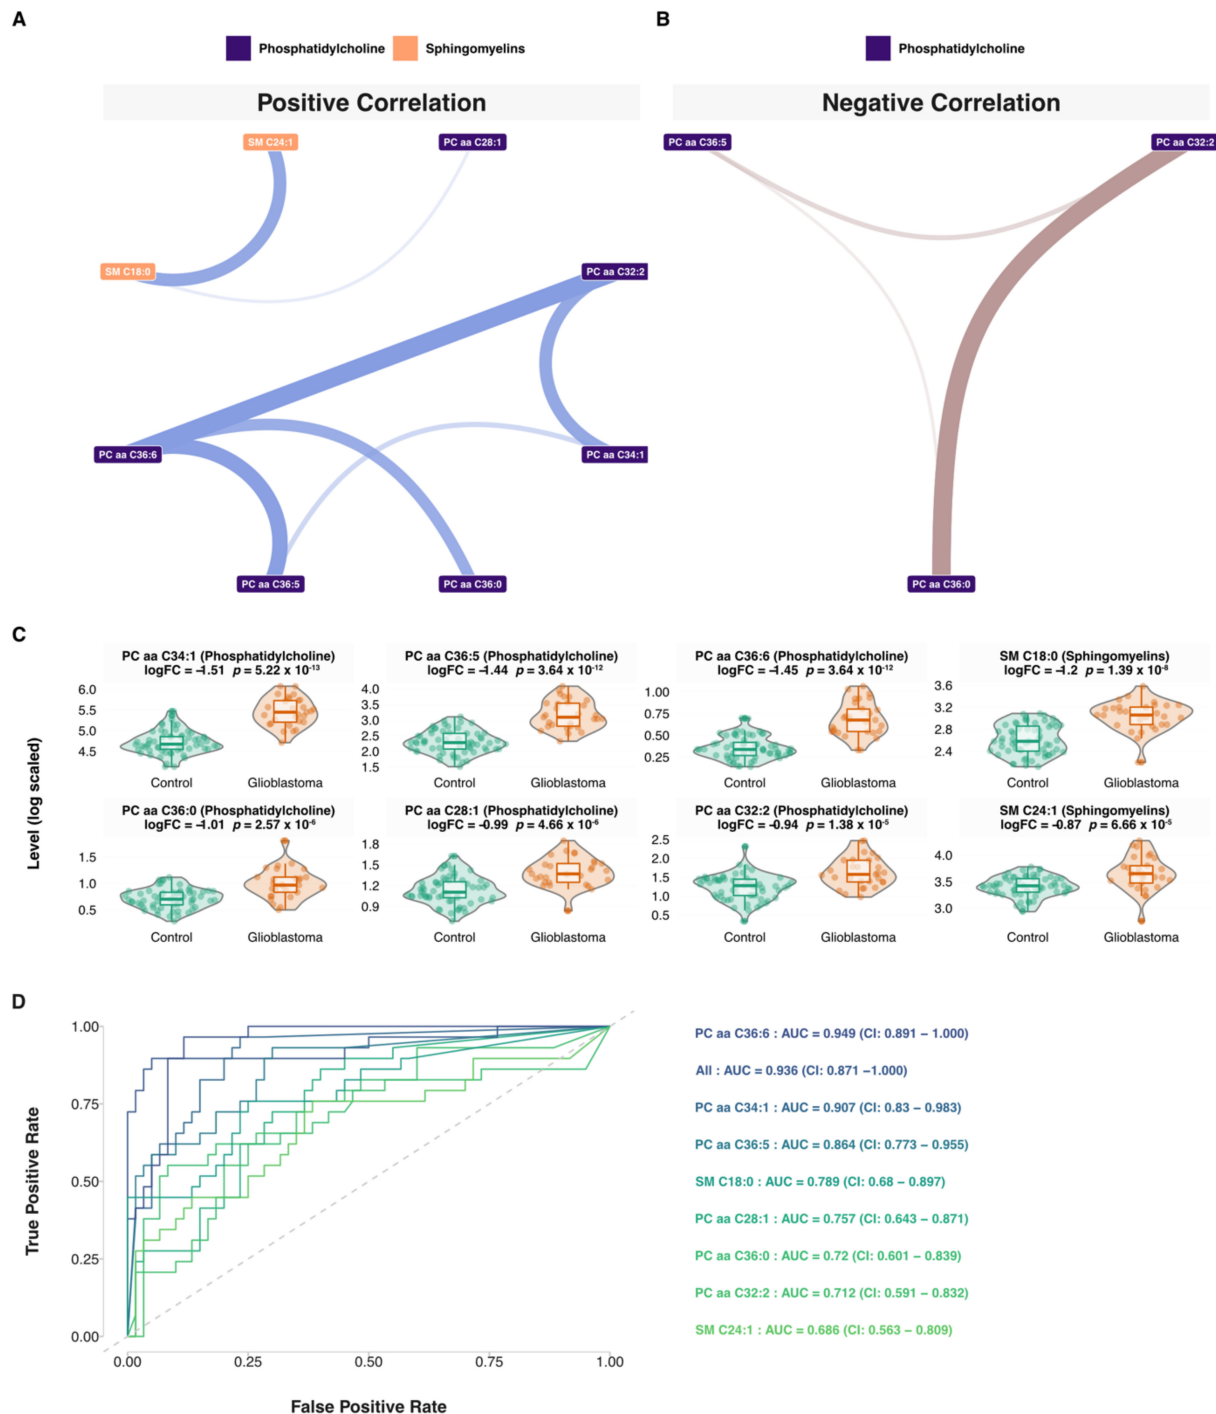 A
B
Phosphatidylcholine Sphingomyelins
Phosphatidylcholine
Positive Correlation
Negative Correlation
SM C24:1
PC aa C28:1
SM C18:0
PC aa C32:2
PC aa C36:6
PC aa C34:1
PC aa C36:5
PC aa C36:0
PC aa C36:5
PC aa C32:2
PC aa C36:0
C
Level (log scaled)
PC aa C34:1 (Phosphatidylcholine)
logFC = –1.51 p = 5.22 x 10-13
6.0
5.5
5.0
4.5
Control Glioblastoma
PC aa C36:5 (Phosphatidylcholine)
logFC = –1.44 p = 3.64 x 10-12
4.0
3.5
3.0
2.5
2.0
1.5
Control Glioblastoma
PC aa C36:6 (Phosphatidylcholine)
logFC = –1.45 p = 3.64 x 10-12
1.00
0.75
0.50
0.25
Control Glioblastoma
SM C18:0 (Sphingomyelins)
logFC = –1.2 p = 1.39 x 10-8
3.6
3.2
2.8
2.4
Control Glioblastoma
PC aa C36:0 (Phosphatidylcholine)
logFC = –1.01 p = 2.57 x 10-6
1.5
1.0
0.5
Control Glioblastoma
PC aa C28:1 (Phosphatidylcholine)
logFC = –0.99 p = 4.66 x 10-6
1.8
1.5
1.2
0.9
Control Glioblastoma
PC aa C32:2 (Phosphatidylcholine)
logFC = –0.94 p = 1.38 x 10-5
2.5
2.0
1.5
1.0
0.5
Control Glioblastoma
SM C24:1 (Sphingomyelins)
logFC = –0.87 p = 6.66 x 10-5
4.0
3.5
3.0
Control Glioblastoma
D
True Positive Rate
1.00
0.75
0.50
0.25
0.00
0.00 0.25 0.50 0.75 1.00
False Positive Rate
PC aa C36:6 : AUC = 0.949 (CI: 0.891 – 1.000)
All : AUC = 0.936 (CI: 0.871 –1.000)
PC aa C34:1 : AUC = 0.907 (CI: 0.83 – 0.983)
PC aa C36:5 : AUC = 0.864 (CI: 0.773 – 0.955)
SM C18:0 : AUC = 0.789 (CI: 0.68 – 0.897)
PC aa C28:1 : AUC = 0.757 (CI: 0.643 – 0.871)
PC aa C36:0 : AUC = 0.72 (CI: 0.601 – 0.839)
PC aa C32:2 : AUC = 0.712 (CI: 0.591 – 0.832)
SM C24:1 : AUC = 0.686 (CI: 0.563 – 0.809)